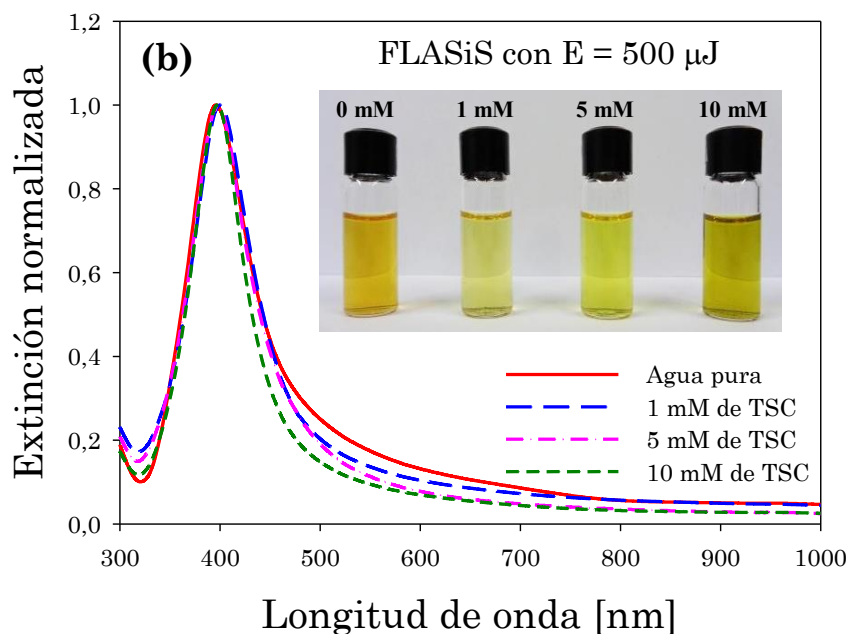 (b)
FLASiS con E = 500 µJ
0 mM 1 mM 5 mM 10 mM
Agua pura
1 mM de TSC
5 mM de TSC
10 mM de TSC
Extinción normalizada
1,2
1,0
0,8
0,6
0,4
0,2
0,0
300 400 500 600 700 800 900 1000
Longitud de onda [nm]